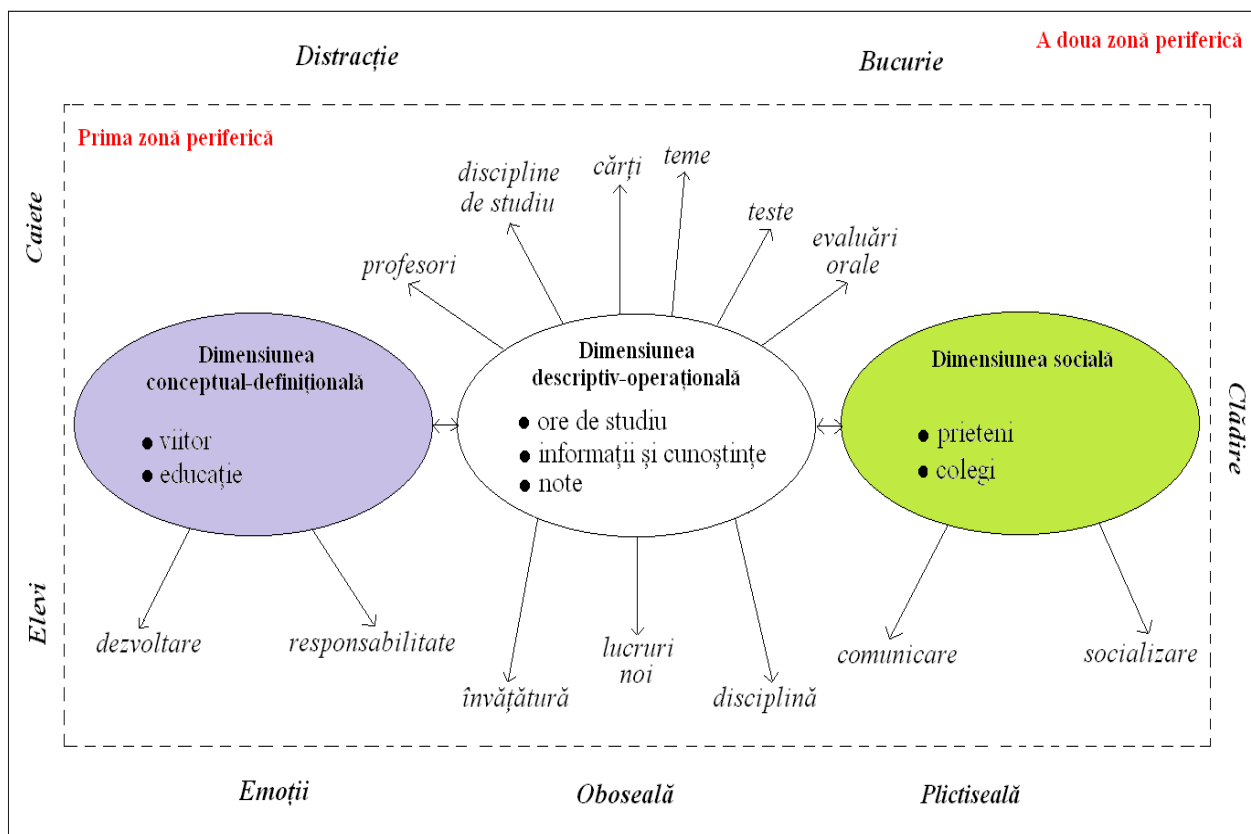 Distracție
Bucurie
A doua zonă periferică
Prima zonă periferică
discipline
de studiu
cărți
teme
teste
evaluări
orale
profesori
Caiete
Dimensiunea
conceptual-definițională
● viitor
● educație
Dimensiunea
descriptiv-operațională
● ore de studiu
● informații și cunoștințe
● note
Dimensiunea socială
● prieteni
● colegi
Clădire
Elevi
dezvoltare
responsabilitate
învățătură
lucruri
noi
disciplină
comunicare
socializare
Emoții
Oboseală
Plictiseală